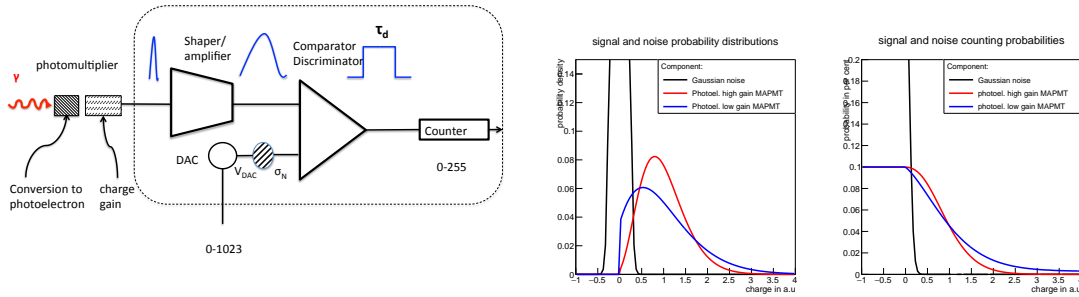 γ
photomultiplier
Conversion to
photoelectron
charge
gain
Shaper/
amplifier
Comparator
Discriminator
τd
DAC
VDAC
σN
0-1023
Counter
0-255
signal and noise probability distributions
probability density
0.14
0.12
0.1
0.08
0.06
0.04
0.02
0
−1 −0.5 0 0.5 1 1.5 2 2.5 3 3.5 4
charge in a.u
Component:
Gaussian noise
Photoel. high gain MAPMT
Photoel. low gain MAPMT
signal and noise counting probabilities
0.2
0.18
0.16
0.14
0.12
0.1
0.08
0.06
0.04
0.02
0
−1 −0.5 0 0.5 1 1.5 2 2.5 3 3.5 4
charge in a.u
Component:
Gaussian noise
photoel. high gain MAPMT
photoel. low gain MAPMT